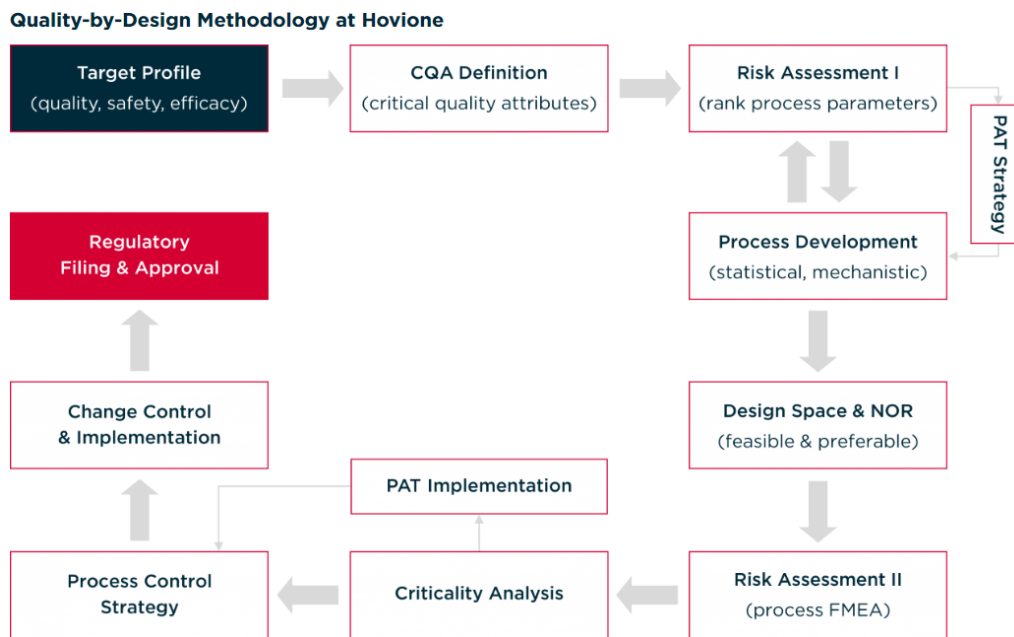 Quality-by-Design Methodology at Hovione
Target Profile
(quality, safety, efficacy)
CQA Definition
(critical quality attributes)
Risk Assessment I
(rank process parameters)
PAT Strategy
Regulatory
Filing & Approval
Process Development
(statistical, mechanistic)
Change Control
& Implementation
Design Space & NOR
(feasible & preferable)
PAT Implementation
Process Control
Strategy
Criticality Analysis
Risk Assessment II
(process FMEA)